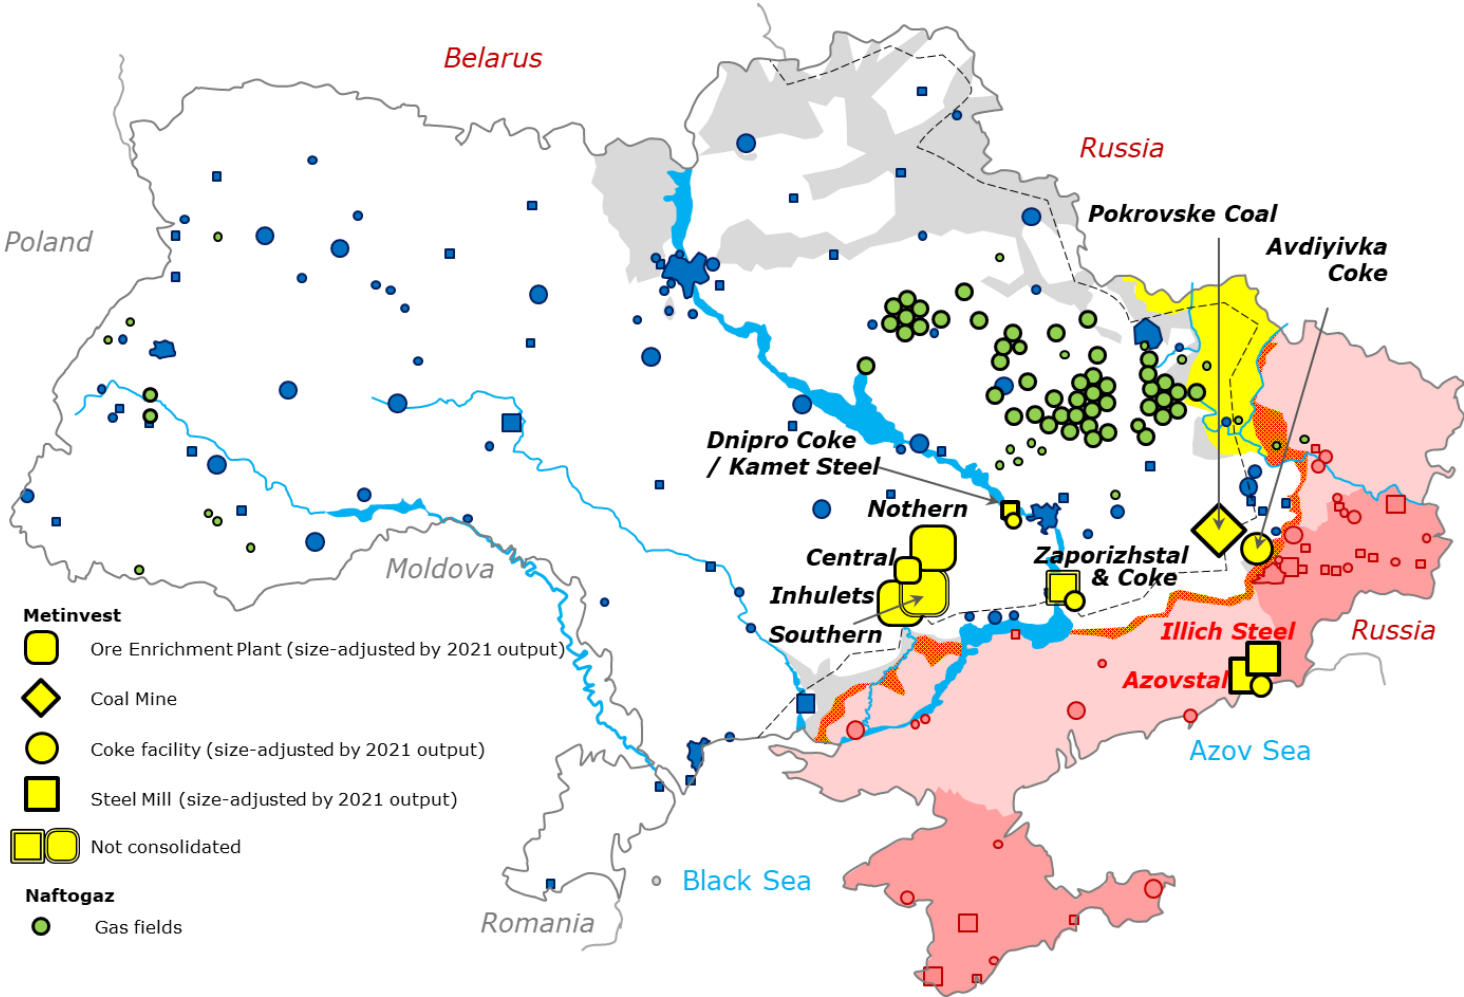 Belarus
Russia
Pokrovske Coal
Poland
Avdiyivka
Coke
Dnipro Coke
/ Kamet Steel
Nothern
Central
Zaporizhstal
& Coke
Moldova
Inhulets
Southern
Illich Steel
Russia
Azovstal
Azov Sea
Metinvest
Ore Enrichment Plant (size-adjusted by 2021 output)
Coal Mine
Coke facility (size-adjusted by 2021 output)
Steel Mill (size-adjusted by 2021 output)
Not consolidated
Black Sea
Naftogaz
Romania
Gas fields